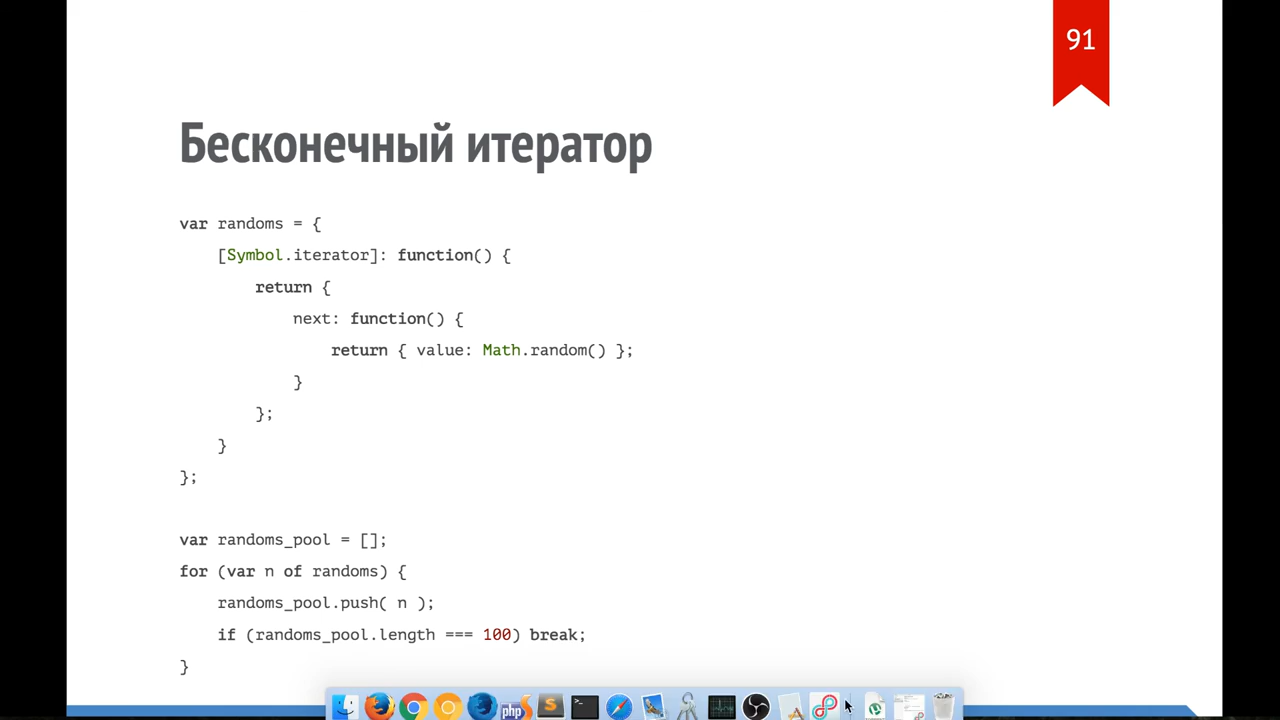 91
Бесконечный итератор
var randoms = {
    [Symbol.iterator]: function() {
        return {
            next: function() {
                return { value: Math.random() };
            }
        };
    }
};
var randoms_pool = [];
for (var n of randoms) {
    randoms_pool.push( n );
    if (randoms_pool.length === 100) break;
}
php
S
>_